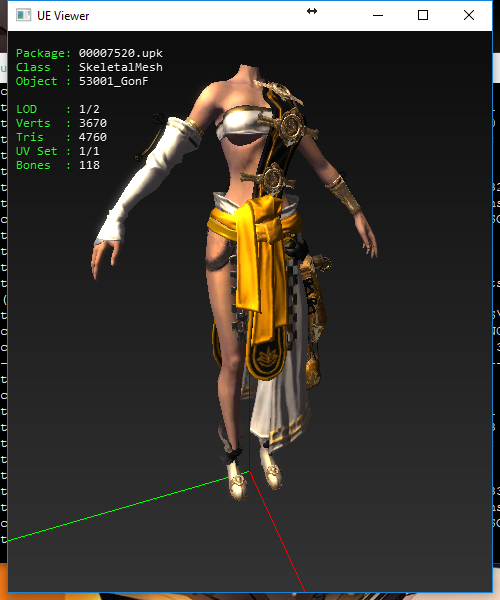 UE Viewer
Package: 00007520.upk
Class : SkeletalMesh
Object : 53001_GonF
LOD : 1/2
Verts : 3670
Tris : 4760
UV Set : 1/1
Bones : 118